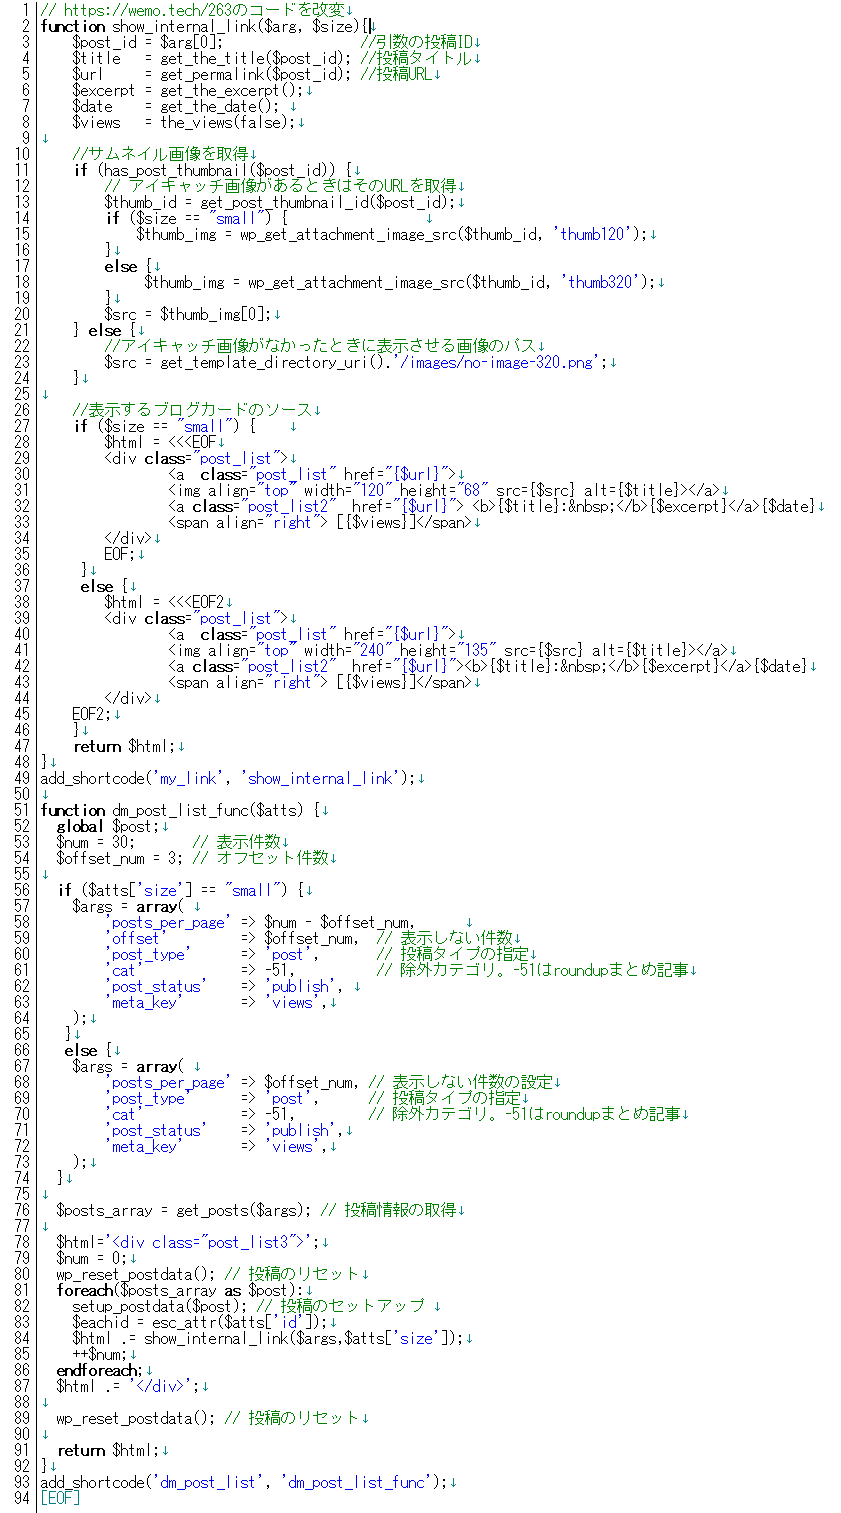 1 // https://wemo.tech/263のコードを改変↓
2 function show_internal_link($arg, $size){↓
3     $post_id = $arg[0];                 //引数の投稿ID↓
4     $title   = get_the_title($post_id); //投稿タイトル↓
5     $url     = get_permalink($post_id); //投稿URL↓
6     $excerpt = get_the_excerpt();↓
7     $date    = get_the_date(); ↓
8     $views   = the_views(false);↓
9 ↓
10     //サムネイル画像を取得↓
11     if (has_post_thumbnail($post_id)) {↓
12         // アイキャッチ画像があるときはそのURLを取得↓
13         $thumb_id = get_post_thumbnail_id($post_id);↓
14         if ($size == "small") {                 ↓
15             $thumb_img = wp_get_attachment_image_src($thumb_id, 'thumb120');↓
16         }↓
17         else {↓
18              $thumb_img = wp_get_attachment_image_src($thumb_id, 'thumb320');↓
19         }↓
20         $src = $thumb_img[0];↓
21     } else {↓
22         //アイキャッチ画像がなかったときに表示させる画像のパス↓
23         $src = get_template_directory_uri().'/images/no-image-320.png';↓
24     }↓
25 ↓
26     //表示するブログカードのソース↓
27     if ($size == "small") {    ↓
28         $html = <<<EOF↓
29         <div class="post_list">↓
30                 <a  class="post_list" href="{$url}">↓
31                 <img align="top" width="120" height="68" src={$src} alt={$title}></a>↓
32                 <a class="post_list2"  href="{$url}"> <b>{$title}:&nbsp;</b>{$excerpt}</a>{$date}↓
33                 <span align="right"> [{$views}]</span>↓
34         </div>↓
35         EOF;↓
36      }↓
37      else {↓
38         $html = <<<EOF2↓
39         <div class="post_list">↓
40                 <a  class="post_list" href="{$url}">↓
41                 <img align="top" width="240" height="135" src={$src} alt={$title}></a>↓
42                 <a class="post_list2"  href="{$url}"><b>{$title}:&nbsp;</b>{$excerpt}</a>{$date}↓
43                 <span align="right"> [{$views}]</span>↓
44         </div>↓
45     EOF2;↓
46     }↓
47     return $html;↓
48 }↓
49 add_shortcode('my_link', 'show_internal_link');↓
50 ↓
51 function dm_post_list_func($atts) {↓
52   global $post;↓
53   $num = 30;       // 表示件数↓
54   $offset_num = 3; // オフセット件数↓
55 ↓
56   if ($atts['size'] == "small") {↓
57     $args = array( ↓
58         'posts_per_page' => $num - $offset_num,      ↓
59         'offset'         => $offset_num,  // 表示しない件数↓
60         'post_type'      => 'post',       // 投稿タイプの指定↓
61         'cat'            => -51,          // 除外カテゴリ。-51はroundupまとめ記事↓
62         'post_status'    => 'publish', ↓
63         'meta_key'       => 'views',↓
64     );↓
65    }↓
66    else {↓
67     $args = array( ↓
68         'posts_per_page' => $offset_num, // 表示しない件数の設定↓
69         'post_type'      => 'post',      // 投稿タイプの指定↓
70         'cat'            => -51,         // 除外カテゴリ。-51はroundupまとめ記事↓
71         'post_status'    => 'publish',↓
72         'meta_key'       => 'views',↓
73     );↓
74   }↓
75 ↓
76   $posts_array = get_posts($args); // 投稿情報の取得↓
77 ↓
78   $html='<div class="post_list3">';↓
79   $num = 0;↓
80   wp_reset_postdata(); // 投稿のリセット↓
81   foreach($posts_array as $post):↓
82     setup_postdata($post); // 投稿のセットアップ ↓
83     $eachid = esc_attr($atts['id']);↓
84     $html .= show_internal_link($args,$atts['size']);↓
85     ++$num;↓
86   endforeach;↓
87   $html .= '</div>';↓
88 ↓
89   wp_reset_postdata(); // 投稿のリセット↓
90 ↓
91   return $html;↓
92 }↓
93 add_shortcode('dm_post_list', 'dm_post_list_func');↓
94 [EOF]